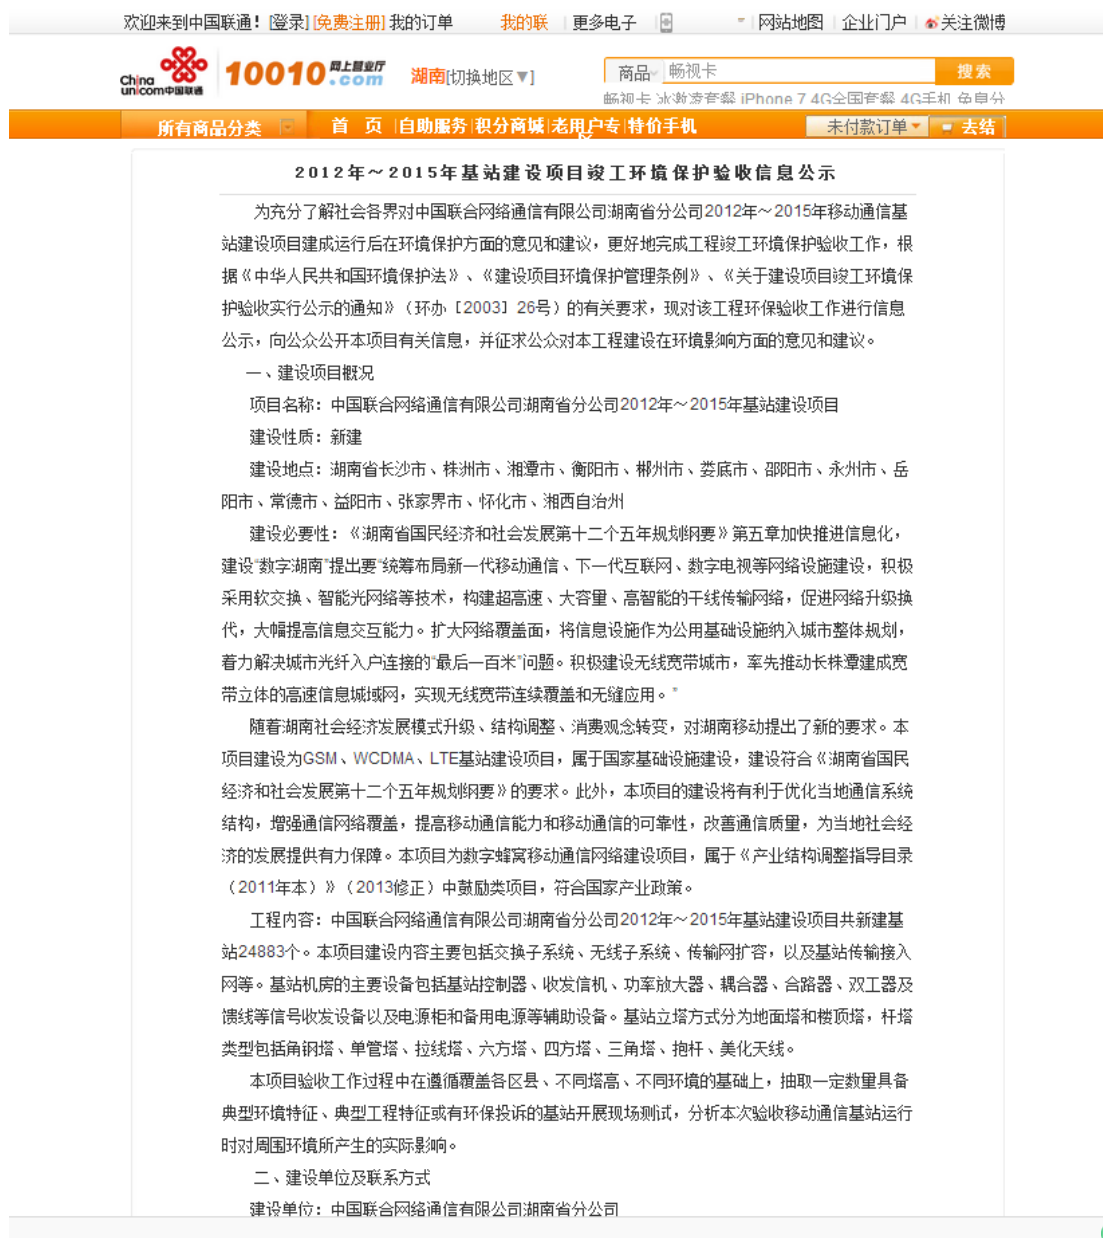 欢迎来到中国联通！ [登录] [免费注册] 我的订单 我的联 更多电子 网站地图 企业门户 关注微博
China unicom中国联通 10010.com 网上营业厅 湖南[切换地区▼] 商品 畅视卡 搜索
畅视卡 冰激凌套餐 iPhone 7 4G全国套餐 4G手机 免息分
所有商品分类 首 页 自助服务 积分商城 老用户专 特价手机 未付款订单 去结
2012年～2015年基站建设项目竣工环境保护验收信息公示
为充分了解社会各界对中国联合网络通信有限公司湖南省分公司2012年～2015年移动通信基
站建设项目建成运行后在环境保护方面的意见和建议，更好地完成工程竣工环境保护验收工作，根
据《中华人民共和国环境保护法》、《建设项目环境保护管理条例》、《关于建设项目竣工环境保
护验收实行公示的通知》（环办［2003］26号）的有关要求，现对该工程环保验收工作进行信息
公示，向公众公开本项目有关信息，并征求公众对本工程建设在环境影响方面的意见和建议。
一、建设项目概况
项目名称：中国联合网络通信有限公司湖南省分公司2012年～2015年基站建设项目
建设性质：新建
建设地点：湖南省长沙市、株洲市、湘潭市、衡阳市、郴州市、娄底市、邵阳市、永州市、岳
阳市、常德市、益阳市、张家界市、怀化市、湘西自治州
建设必要性：《湖南省国民经济和社会发展第十二个五年规划纲要》第五章加快推进信息化，
建设“数字湖南”提出要“统筹布局新一代移动通信、下一代互联网、数字电视等网络设施建设，积极
采用软交换、智能光网络等技术，构建超高速、大容量、高智能的干线传输网络，促进网络升级换
代，大幅提高信息交互能力。扩大网络覆盖面，将信息设施作为公用基础设施纳入城市整体规划，
着力解决城市光纤入户连接的“最后一百米”问题。积极建设无线宽带城市，率先推动长株潭建成宽
带立体的高速信息城域网，实现无线宽带连续覆盖和无缝应用。”
随着湖南社会经济发展模式升级、结构调整、消费观念转变，对湖南移动提出了新的要求。本
项目建设为GSM、WCDMA、LTE基站建设项目，属于国家基础设施建设，建设符合《湖南省国民
经济和社会发展第十二个五年规划纲要》的要求。此外，本项目的建设将有利于优化当地通信系统
结构，增强通信网络覆盖，提高移动通信能力和移动通信的可靠性，改善通信质量，为当地社会经
济的发展提供有力保障。本项目为数字蜂窝移动通信网络建设项目，属于《产业结构调整指导目录
（2011年本）》（2013修正）中鼓励类项目，符合国家产业政策。
工程内容：中国联合网络通信有限公司湖南省分公司2012年～2015年基站建设项目共新建基
站24883个。本项目建设内容主要包括交换子系统、无线子系统、传输网扩容，以及基站传输接入
网等。基站机房的主要设备包括基站控制器、收发信机、功率放大器、耦合器、合路器、双工器及
馈线等信号收发设备以及电源柜和备用电源等辅助设备。基站立塔方式分为地面塔和楼顶塔，杆塔
类型包括角钢塔、单管塔、拉线塔、六方塔、四方塔、三角塔、抱杆、美化天线。
本项目验收工作过程中在遵循覆盖各区县、不同塔高、不同环境的基础上，抽取一定数量具备
典型环境特征、典型工程特征或有环保投诉的基站开展现场测试，分析本次验收移动通信基站运行
时对周围环境所产生的实际影响。
二、建设单位及联系方式
建设单位：中国联合网络通信有限公司湖南省分公司